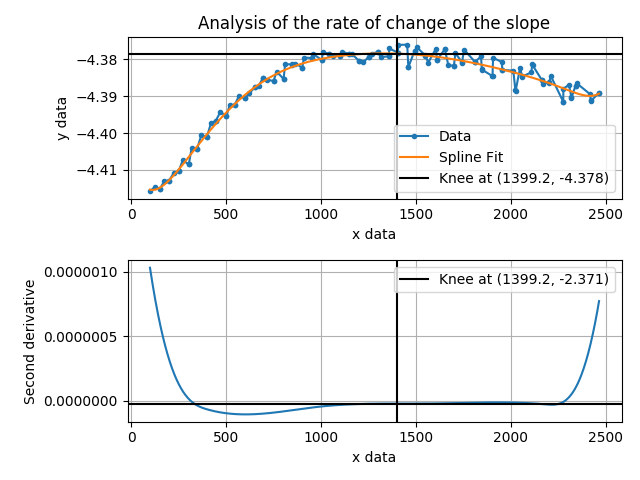 Analysis of the rate of change of the slope
−4.38
−4.39
−4.40
−4.41
y data
Data
Spline Fit
Knee at (1399.2, -4.378)
0 500 1000 1500 2000 2500
x data
0.0000010
0.0000005
0.0000000
Second derivative
Knee at (1399.2, -2.371)
0 500 1000 1500 2000 2500
x data